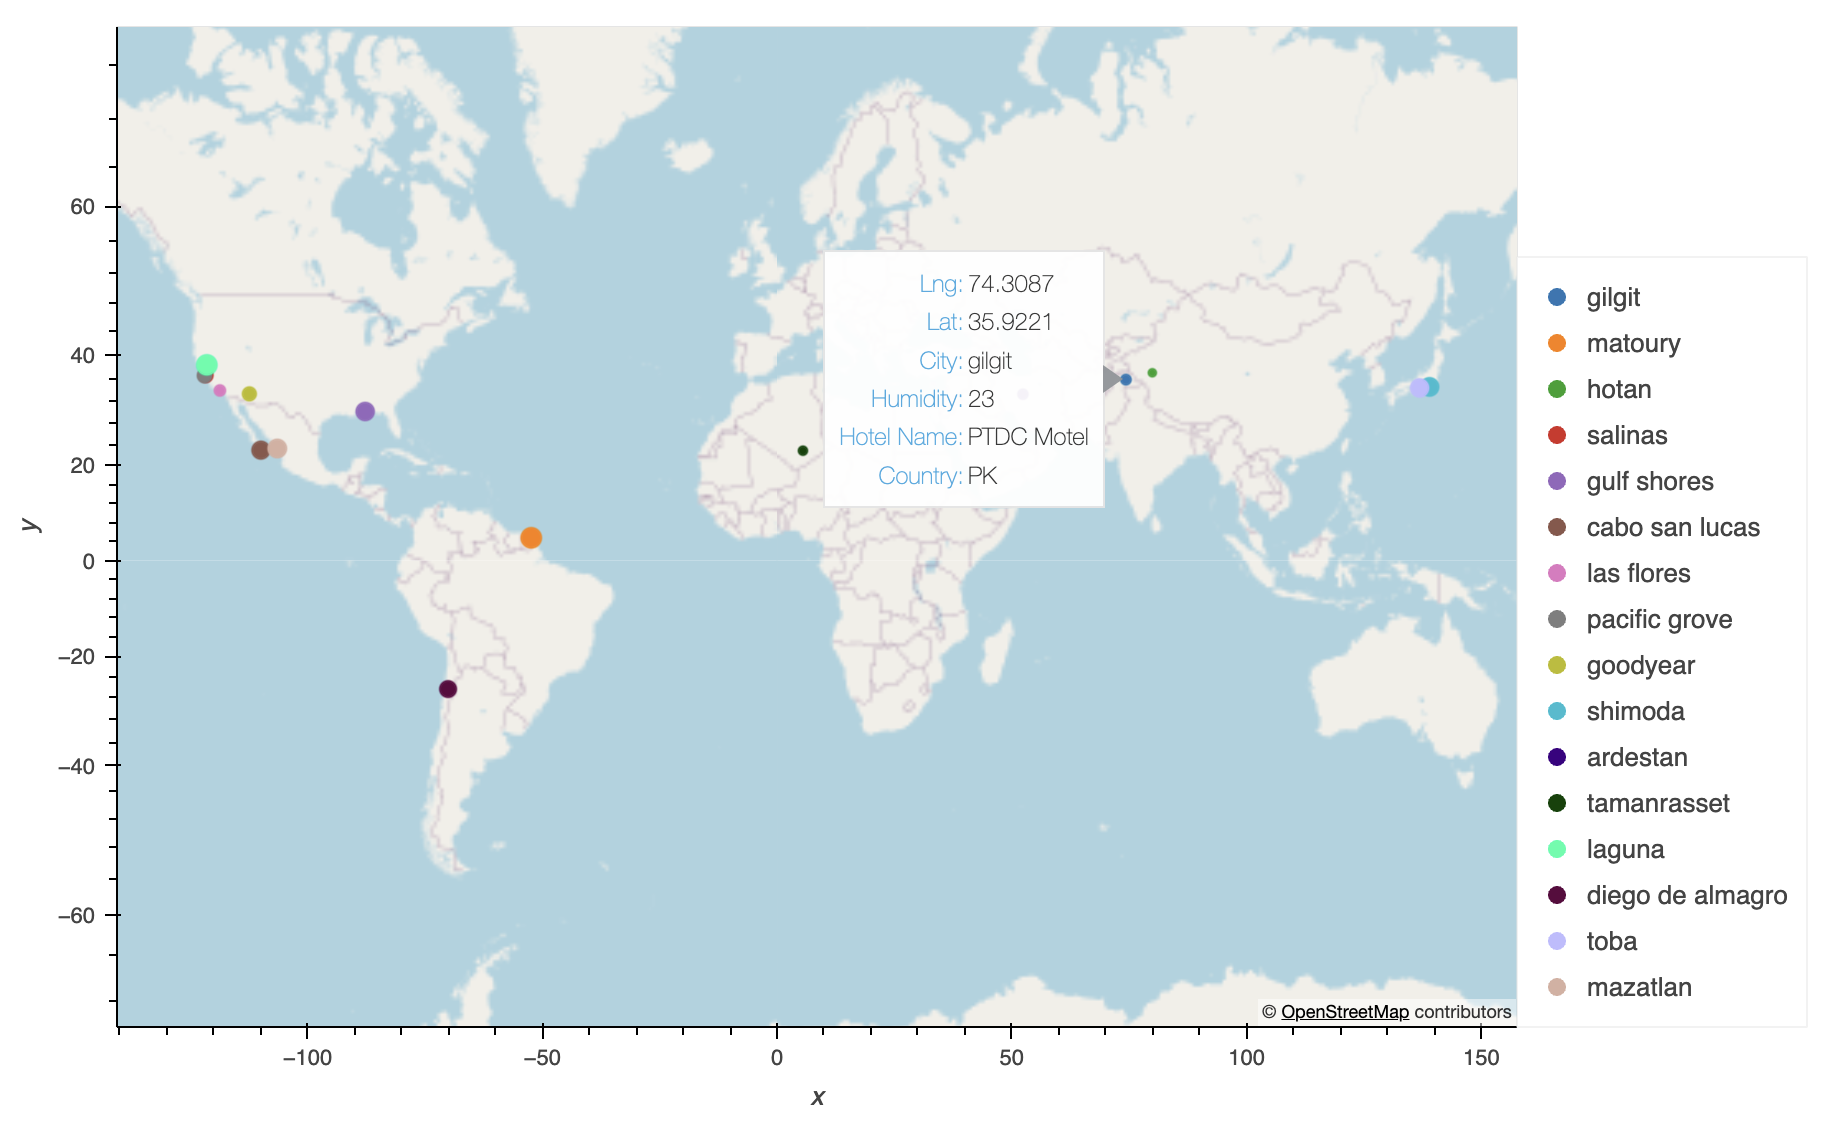 60
40
20
0
−20
−40
−60
y
−100
−50
0
50
100
150
x
Lng: 74.3087
Lat: 35.9221
City: gilgit
Humidity: 23
Hotel Name: PTDC Motel
Country: PK
© OpenStreetMap contributors
gilgit
matoury
hotan
salinas
gulf shores
cabo san lucas
las flores
pacific grove
goodyear
shimoda
ardestan
tamanrasset
laguna
diego de almagro
toba
mazatlan